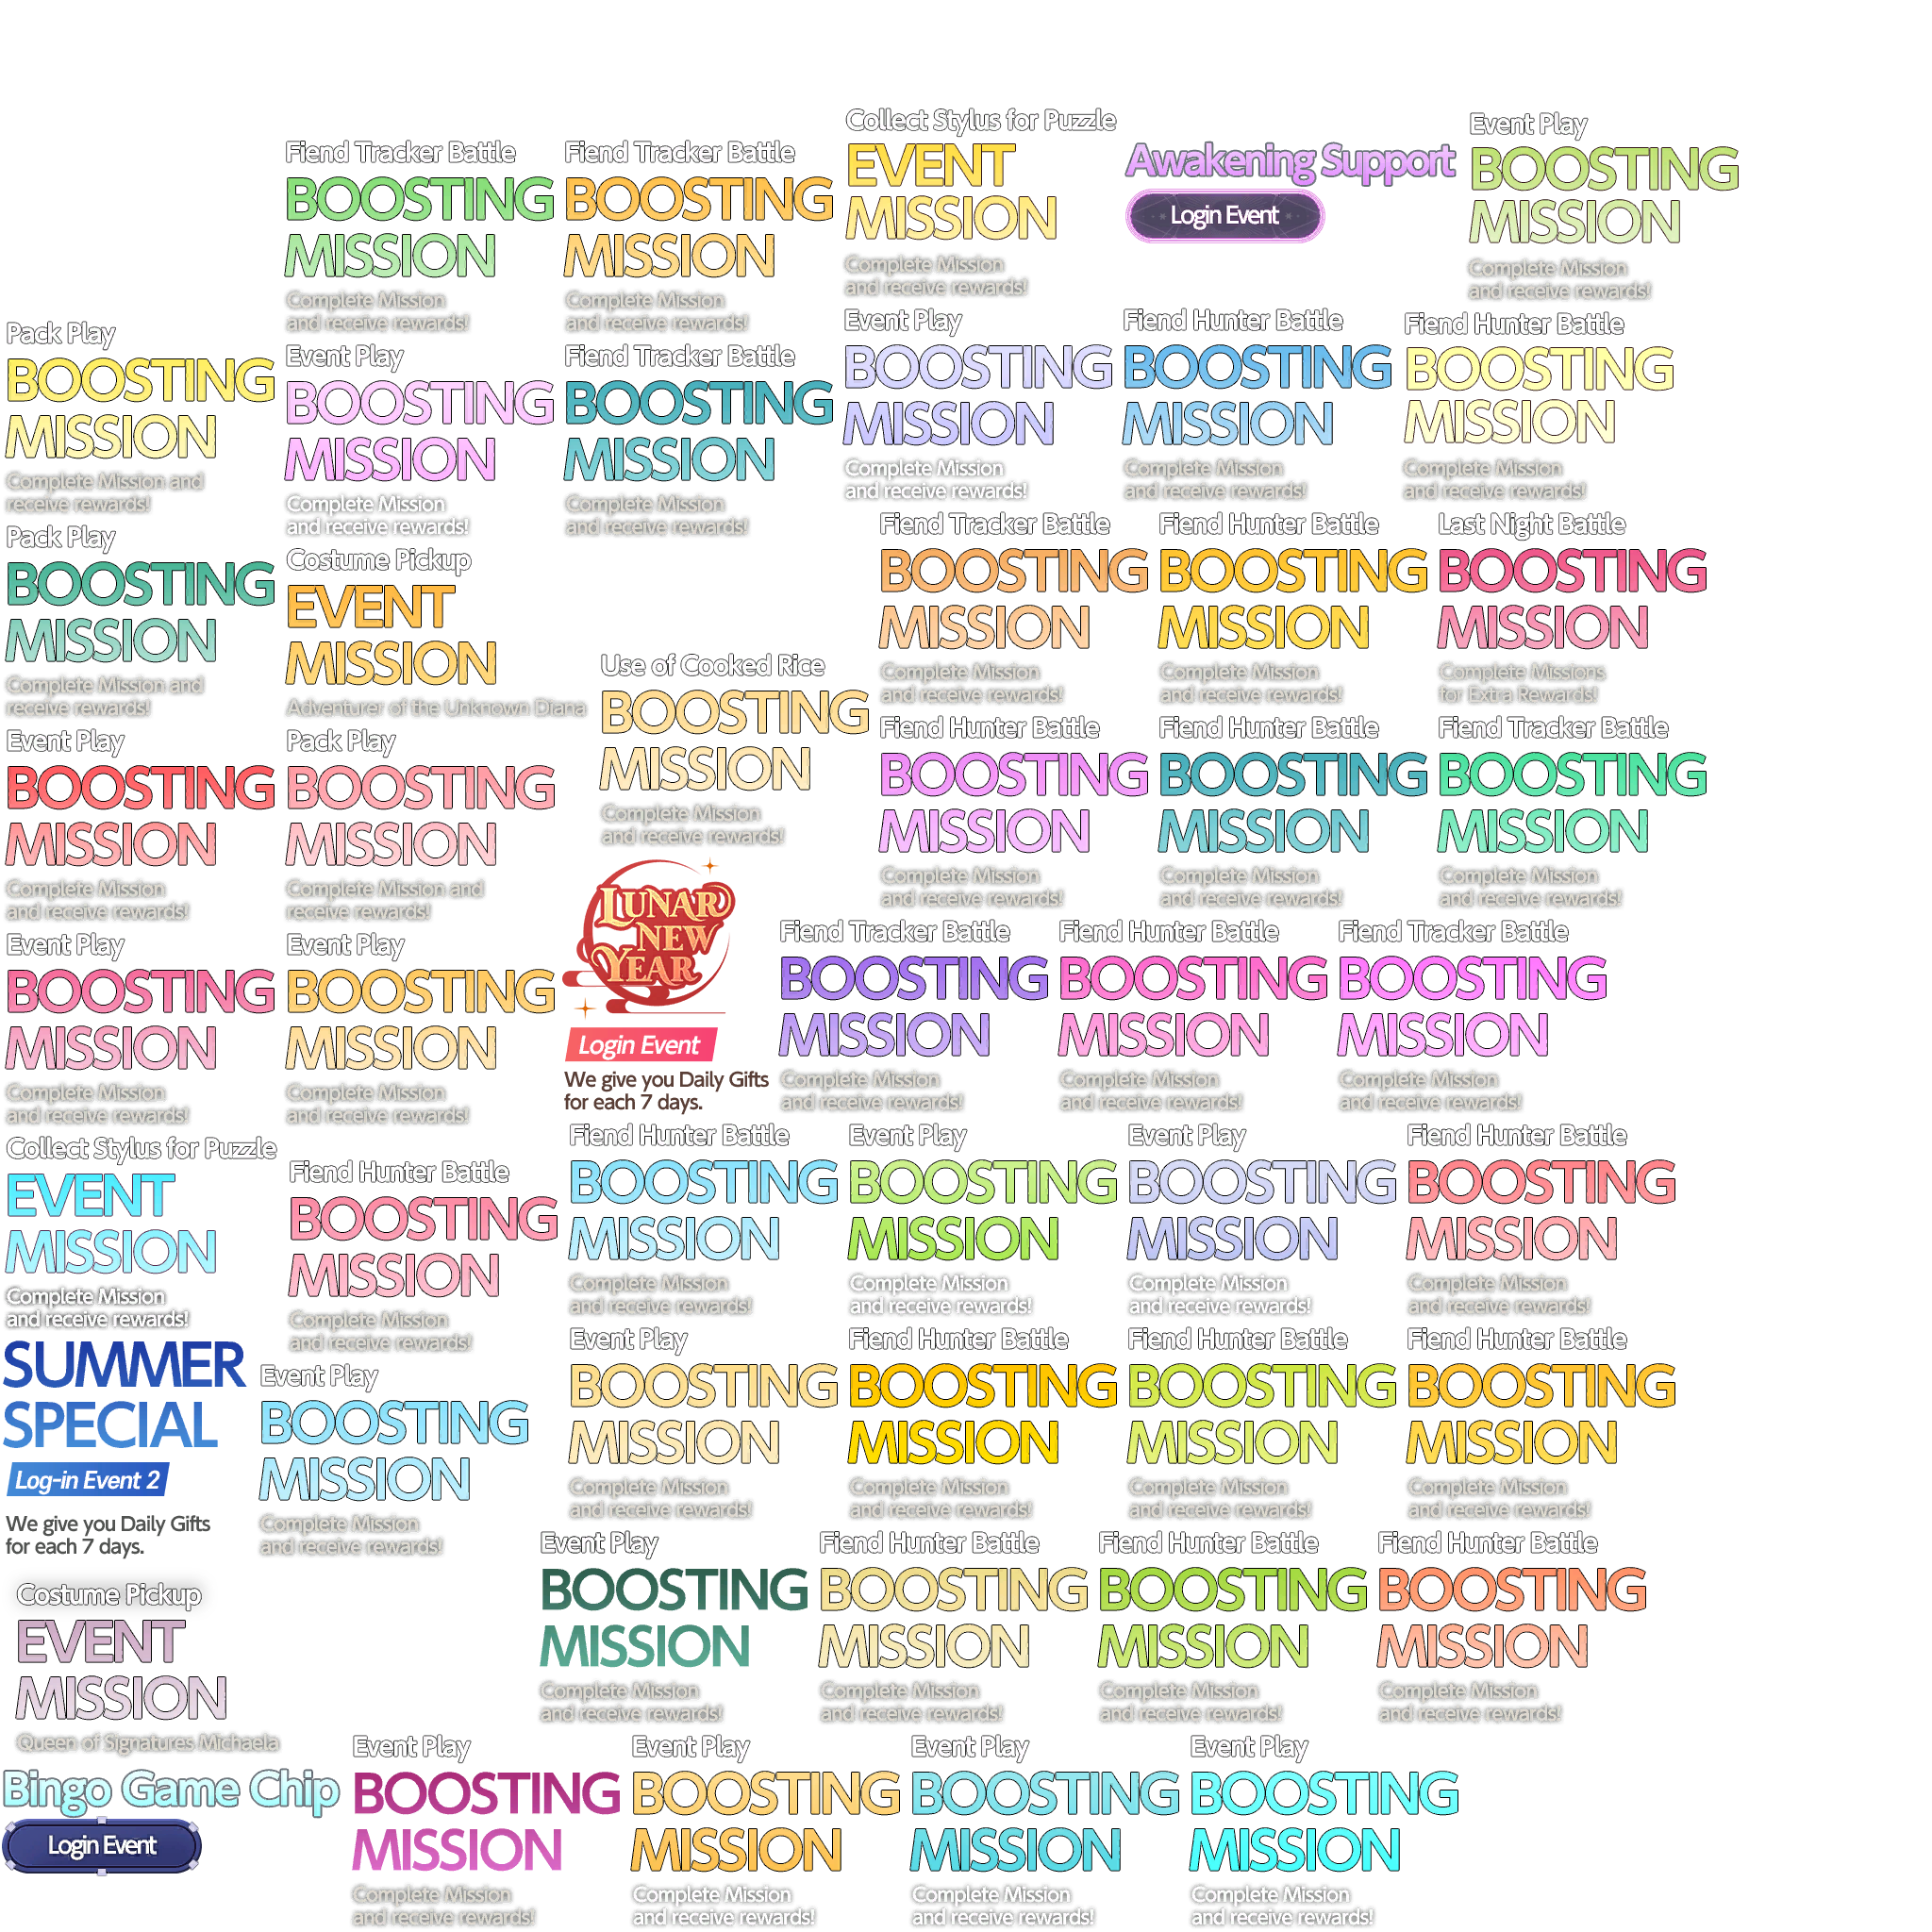 Collect Stylus for Puzzle
EVENT
MISSION
Complete Mission
and receive rewards!
Awakening Support
Login Event
Event Play
BOOSTING
MISSION
Complete Mission
and receive rewards!
Fiend Tracker Battle
BOOSTING
MISSION
Complete Mission
and receive rewards!
Fiend Tracker Battle
BOOSTING
MISSION
Complete Mission
and receive rewards!
Pack Play
BOOSTING
MISSION
Complete Mission and
receive rewards!
Event Play
BOOSTING
MISSION
Complete Mission
and receive rewards!
Fiend Tracker Battle
BOOSTING
MISSION
Complete Mission
and receive rewards!
Event Play
BOOSTING
MISSION
Complete Mission
and receive rewards!
Fiend Hunter Battle
BOOSTING
MISSION
Complete Mission
and receive rewards!
Fiend Hunter Battle
BOOSTING
MISSION
Complete Mission
and receive rewards!
Pack Play
BOOSTING
MISSION
Complete Mission and
receive rewards!
Costume Pickup
EVENT
MISSION
Adventurer of the Unknown Diana
Fiend Tracker Battle
BOOSTING
MISSION
Complete Mission
and receive rewards!
Fiend Hunter Battle
BOOSTING
MISSION
Complete Mission
and receive rewards!
Last Night Battle
BOOSTING
MISSION
Complete Missions
for Extra Rewards!
Use of Cooked Rice
BOOSTING
MISSION
Complete Mission
and receive rewards!
Event Play
BOOSTING
MISSION
Complete Mission
and receive rewards!
Pack Play
BOOSTING
MISSION
Complete Mission and
receive rewards!
Fiend Hunter Battle
BOOSTING
MISSION
Complete Mission
and receive rewards!
Fiend Hunter Battle
BOOSTING
MISSION
Complete Mission
and receive rewards!
Fiend Tracker Battle
BOOSTING
MISSION
Complete Mission
and receive rewards!
Event Play
BOOSTING
MISSION
Complete Mission
and receive rewards!
Event Play
BOOSTING
MISSION
Complete Mission
and receive rewards!
LUNAR
NEW
YEAR
Login Event
We give you Daily Gifts
for each 7 days.
Fiend Tracker Battle
BOOSTING
MISSION
Complete Mission
and receive rewards!
Fiend Hunter Battle
BOOSTING
MISSION
Complete Mission
and receive rewards!
Fiend Tracker Battle
BOOSTING
MISSION
Complete Mission
and receive rewards!
Collect Stylus for Puzzle
EVENT
MISSION
Complete Mission
and receive rewards!
Fiend Hunter Battle
BOOSTING
MISSION
Complete Mission
and receive rewards!
Fiend Hunter Battle
BOOSTING
MISSION
Complete Mission
and receive rewards!
Event Play
BOOSTING
MISSION
Complete Mission
and receive rewards!
Event Play
BOOSTING
MISSION
Complete Mission
and receive rewards!
Fiend Hunter Battle
BOOSTING
MISSION
Complete Mission
and receive rewards!
SUMMER
SPECIAL
Log-in Event 2
We give you Daily Gifts
for each 7 days.
Event Play
BOOSTING
MISSION
Complete Mission
and receive rewards!
Event Play
BOOSTING
MISSION
Complete Mission
and receive rewards!
Fiend Hunter Battle
BOOSTING
MISSION
Complete Mission
and receive rewards!
Fiend Hunter Battle
BOOSTING
MISSION
Complete Mission
and receive rewards!
Fiend Hunter Battle
BOOSTING
MISSION
Complete Mission
and receive rewards!
Costume Pickup
EVENT
MISSION
Queen of Signatures Michaela
Event Play
BOOSTING
MISSION
Complete Mission
and receive rewards!
Fiend Hunter Battle
BOOSTING
MISSION
Complete Mission
and receive rewards!
Fiend Hunter Battle
BOOSTING
MISSION
Complete Mission
and receive rewards!
Fiend Hunter Battle
BOOSTING
MISSION
Complete Mission
and receive rewards!
Bingo Game Chip
Login Event
Event Play
BOOSTING
MISSION
Complete Mission
and receive rewards!
Event Play
BOOSTING
MISSION
Complete Mission
and receive rewards!
Event Play
BOOSTING
MISSION
Complete Mission
and receive rewards!
Event Play
BOOSTING
MISSION
Complete Mission
and receive rewards!